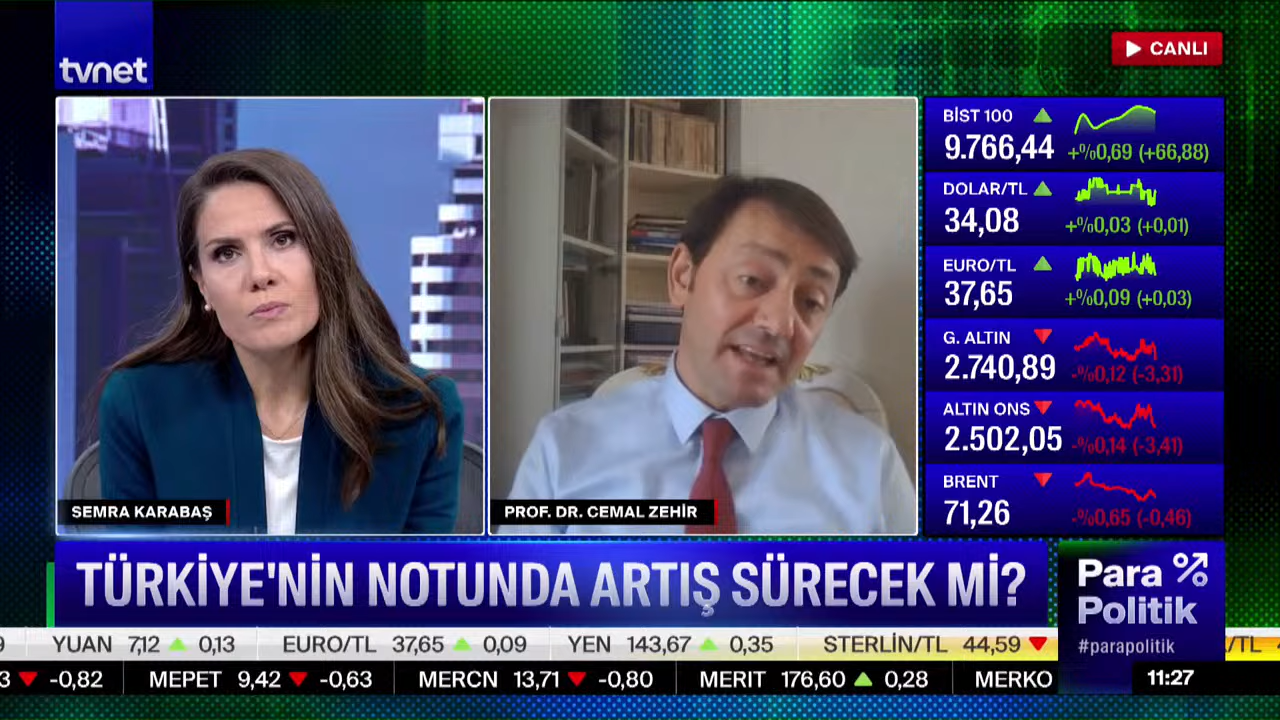 tvnet
CANLI
BİST 100
9.766,44
+%0,69 (+66,88)
DOLAR/TL
34,08
+%0,03 (+0,01)
EURO/TL
37,65
+%0,09 (+0,03)
G. ALTIN
2.740,89
-%0,12 (-3,31)
ALTIN ONS
2.502,05
-%0,14 (-3,41)
BRENT
71,26
-%0,65 (-0,46)
SEMRA KARABAŞ
PROF. DR. CEMAL ZEHİR
TÜRKİYE'NİN NOTUNDA ARTIŞ SÜRECEK Mİ?
Para %
Politik
#parapolitik
9 YUAN 7,12 0,13 EURO/TL 37,65 0,09 YEN 143,67 0,35 STERLİN/TL 44,59 /TL
3 -0,82 MEPET 9,42 -0,63 MERCN 13,71 -0,80 MERIT 176,60 0,28 MERKO
11:27